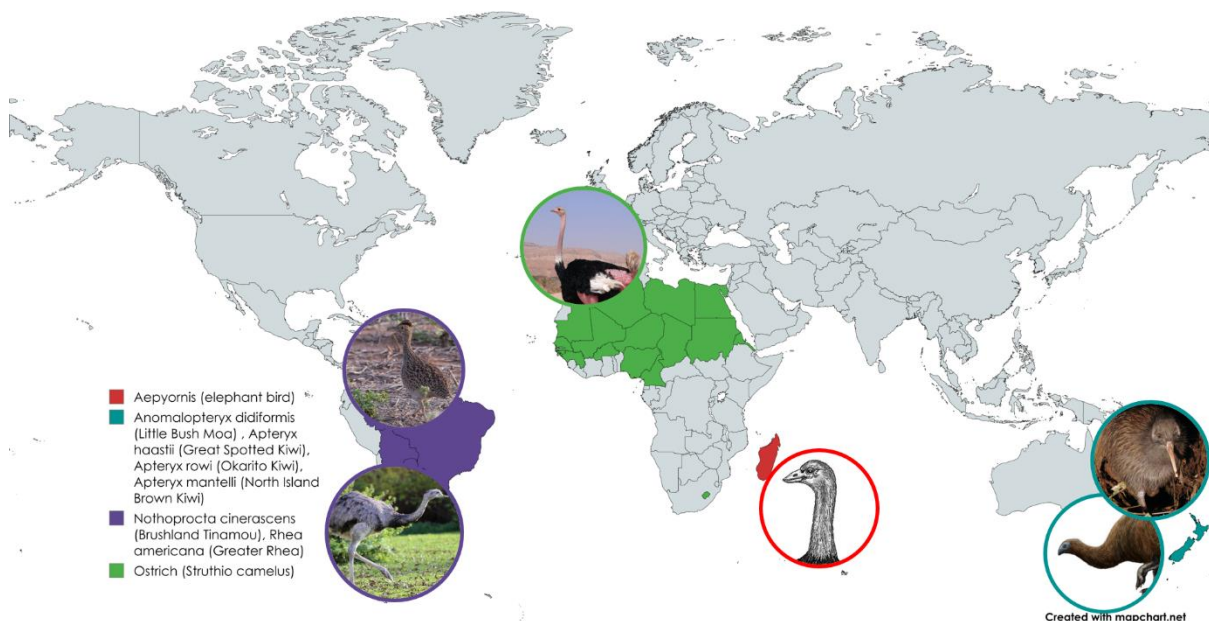 Aepyornis (elephant bird)
Anomalopteryx didiformis
(Little Bush Moa) , Apteryx
haastii (Great Spotted Kiwi),
Apteryx rowi (Okarito Kiwi),
Apteryx mantelli (North Island
Brown Kiwi)
Nothoprocta cinerascens
(Brushland Tinamou), Rhea
americana (Greater Rhea)
Ostrich (Struthio camelus)
Created with mapchart.net